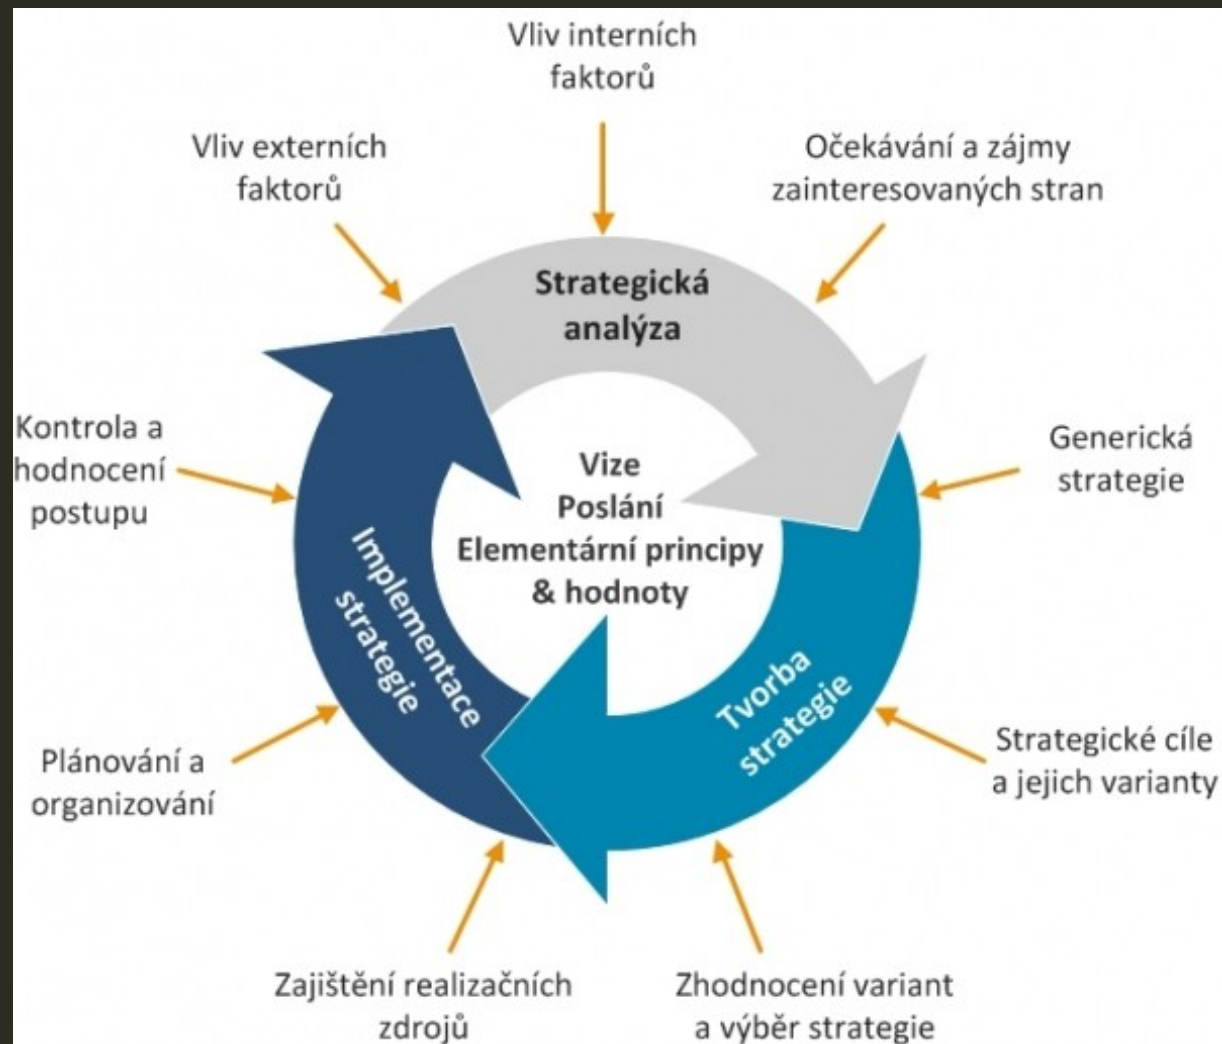 Vliv interních
faktorů
Vliv externích
faktorů
Očekávání a zájmy
zainteresovaných stran
Strategická
analýza
Kontrola a
hodnocení
postupu
Generická
strategie
Vize
Poslání
Elementární principy
& hodnoty
Implementace
strategie
Tvorba
strategie
Plánování a
organizování
Strategické cíle
a jejich varianty
Zajištění realizačních
zdrojů
Zhodnocení variant
a výběr strategie